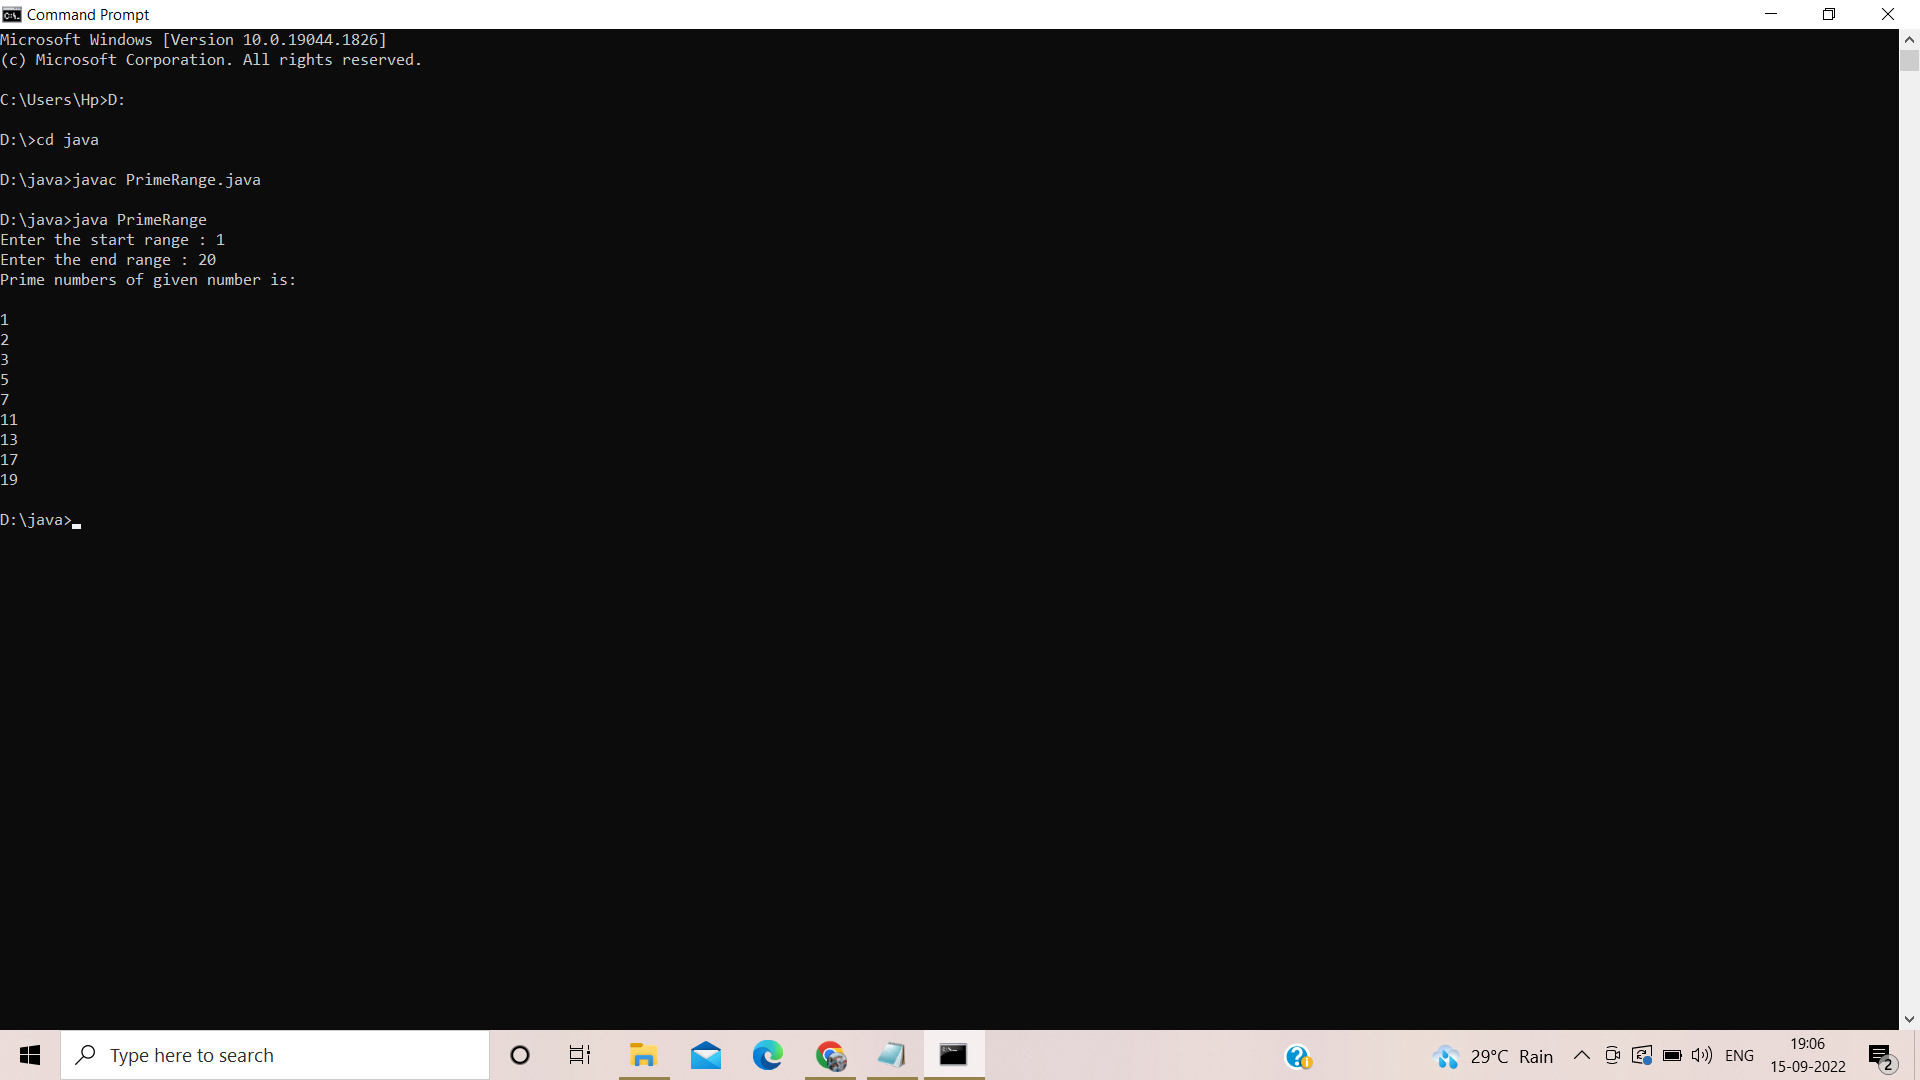 Command Prompt
Microsoft Windows [Version 10.0.19044.1826]
(c) Microsoft Corporation. All rights reserved.
C:\Users\Hp>D:
D:\>cd java
D:\java>javac PrimeRange.java
D:\java>java PrimeRange
Enter the start range : 1
Enter the end range : 20
Prime numbers of given number is:
1
2
3
5
7
11
13
17
19
D:\java>
Type here to search
29°C Rain
ENG
19:06
15-09-2022
2